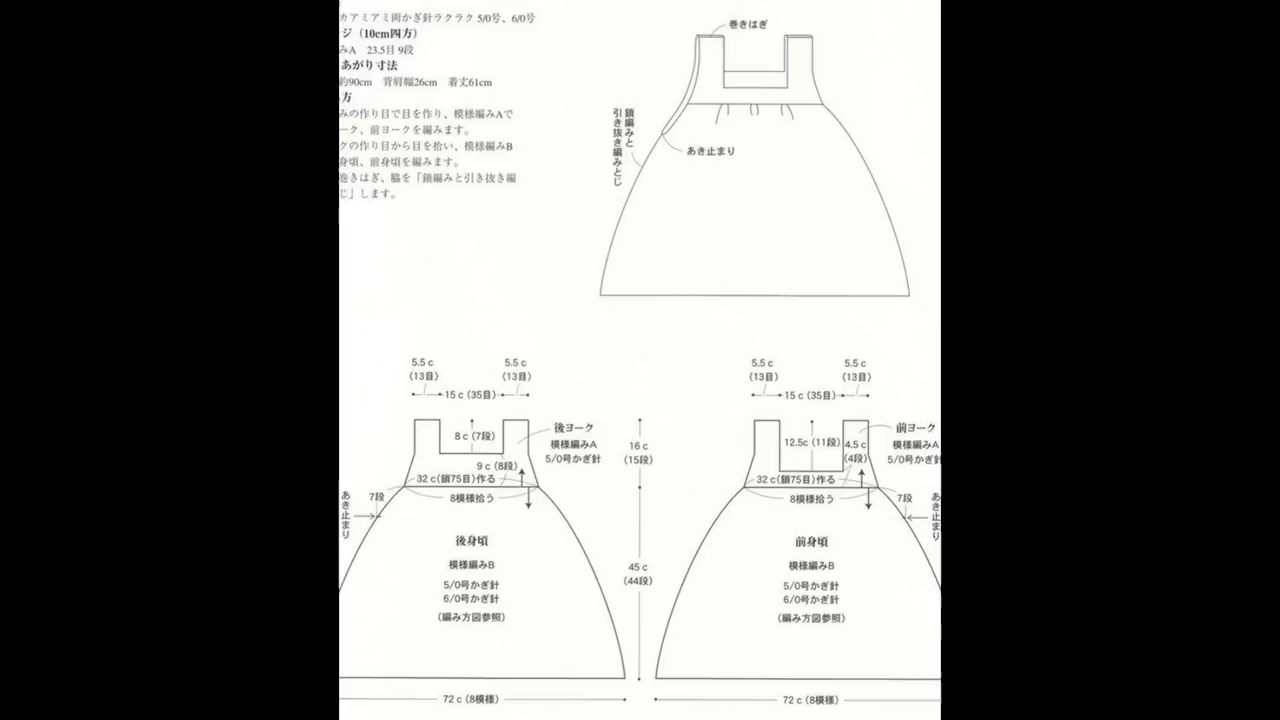 カアミアミ両かぎ針ラクラク 5/0号、6/0号
ジ（10cm四方）
みA　23.5目 9段
あがり寸法
約90cm　背肩幅26cm　着丈61cm
方
みの作り目で目を作り、模様編みAで
ーク、前ヨークを編みます。
クの作り目から目を拾い、模様編みB
身頃、前身頃を編みます。
巻きはぎ、脇を「鎖編みと引き抜き編
じ」します。
巻きはぎ
鎖編みと
引き抜き編みとじ
あき止まり
5.5 c
(13目)
5.5 c
(13目)
15 c (35目)
8 c (7段)
9 c (8段)
32 c (鎖75目) 作る
8模様拾う
後ヨーク
模様編みA
5/0号かぎ針
7段
あき止まり
後身頃
模様編みB
5/0号かぎ針
6/0号かぎ針
(編み方図参照)
72 c (8模様)
16 c
(15段)
45 c
(44段)
5.5 c
(13目)
5.5 c
(13目)
15 c (35目)
12.5c (11段)
4.5 c
(4段)
32 c (鎖75目) 作る
8模様拾う
前ヨーク
模様編みA
5/0号かぎ針
7段
あき止まり
前身頃
模様編みB
5/0号かぎ針
6/0号かぎ針
(編み方図参照)
72 c (8模様)